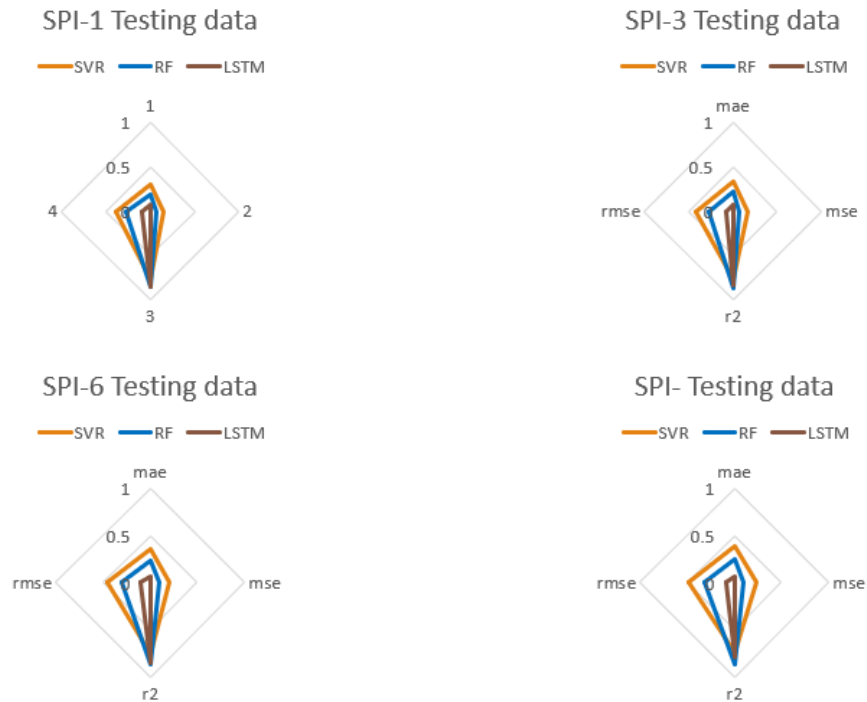 SPI-1 Testing data
SVR RF LSTM
1
1
0.5
4
0
2
3
SPI-3 Testing data
SVR RF LSTM
mae
1
0.5
rmse
0
mse
r2
SPI-6 Testing data
SVR RF LSTM
mae
1
0.5
rmse
0
mse
r2
SPI- Testing data
SVR RF LSTM
mae
1
0.5
rmse
0
mse
r2